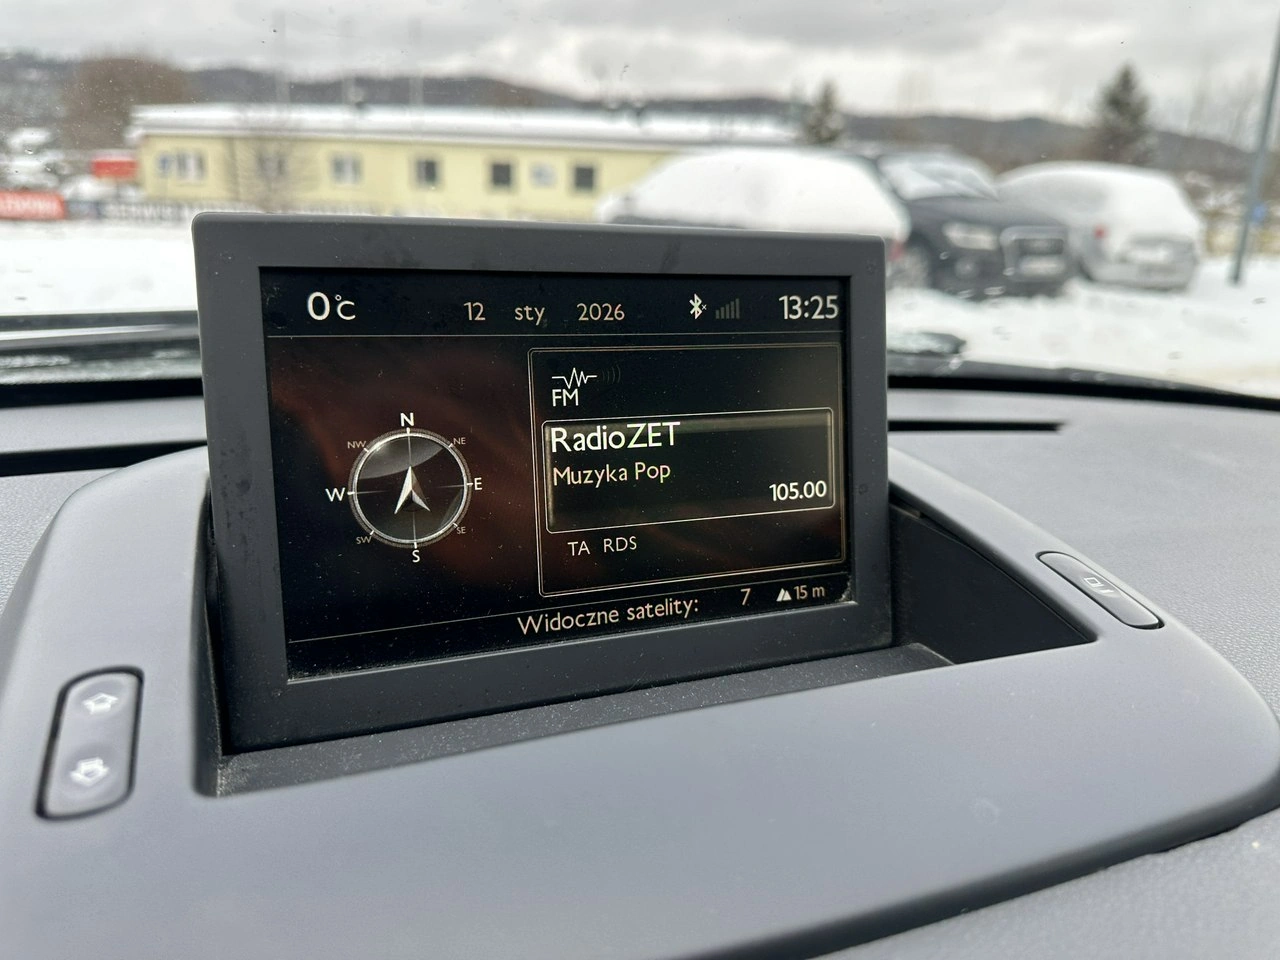 0°C 12 sty 2026 13:25
FM
RadioZET
Muzyka Pop
105.00
TA RDS
N
NW NE
W E
SW SE
S
Widoczne satelity: 7 15 m